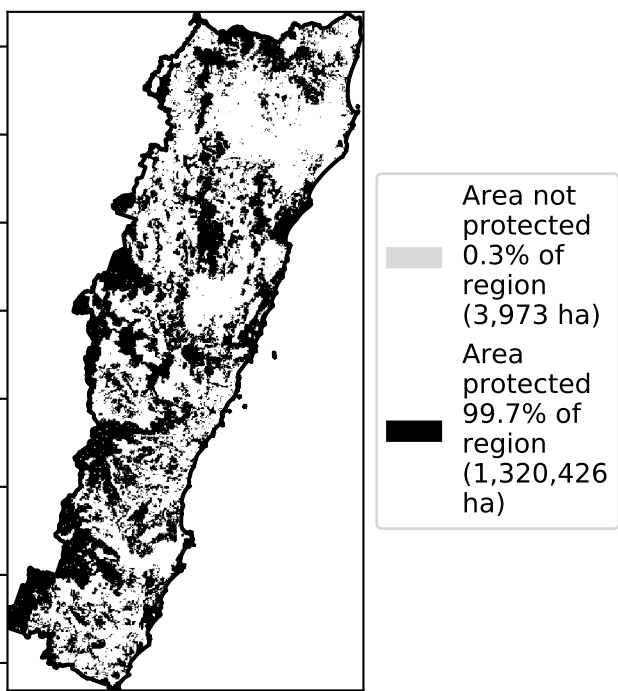 Area not
protected
0.3% of
region
(3,973 ha)
Area
protected
99.7% of
region
(1,320,426
ha)